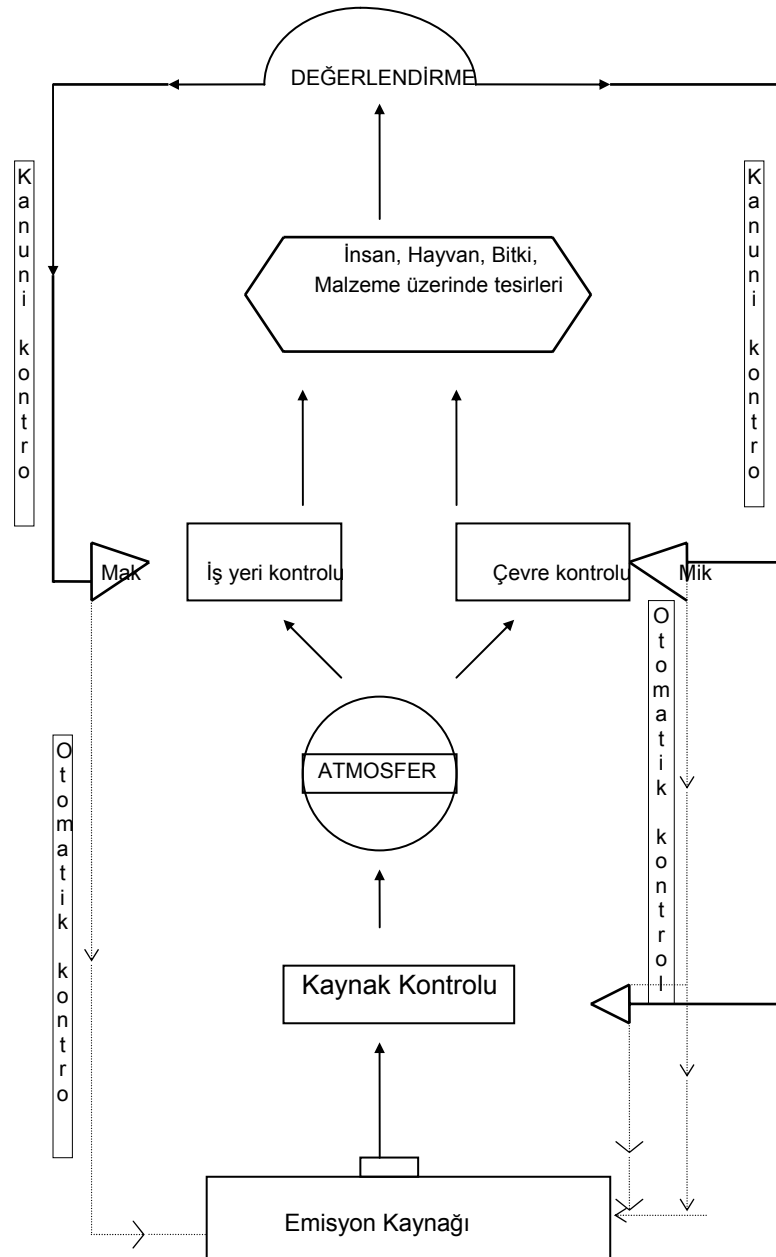 DEĞERLENDİRME
Kanuni kontro
Kanuni kontro
İnsan, Hayvan, Bitki,
Malzeme üzerinde tesirleri
Mak
İş yeri kontrolu
Çevre kontrolu
Mik
Otomatik kontrol
Otomatik kontro
ATMOSFER
Kaynak Kontrolu
Emisyon Kaynağı